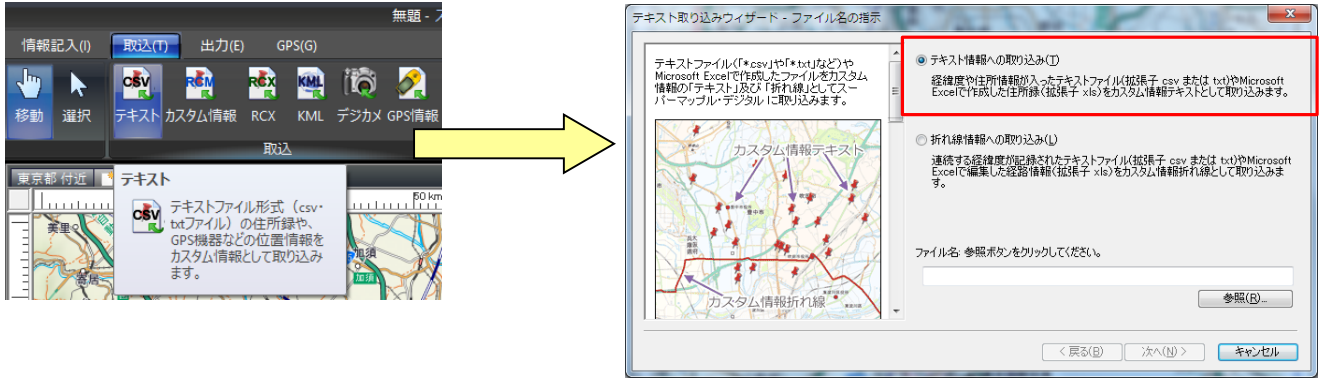 無題 -
情報記入(I) 取込(T) 出力(E) GPS(G)
CSV RCM RCX KML
移動 選択 テキスト カスタム情報 RCX KML デジカメ GPS情報
取込
東京都 付近
50 km
テキスト
CSV
テキストファイル形式（csv・
txtファイル）の住所録や、
GPS機器などの位置情報を
カスタム情報として取り込み
ます。
美里
寄居
加須
加須
テキスト取り込みウィザード - ファイル名の指示
テキストファイル(「*.csv」や「*.txt」など)や
Microsoft Excelで作成したファイルをカスタム
情報の「テキスト」及び「折れ線」としてスー
パーマップル・デジタル に取り込みます。
カスタム情報テキスト
豊中市
カスタム情報折れ線
テキスト情報への取り込み(T)
経緯度や住所情報が入ったテキストファイル(拡張子 csv または txt)やMicrosoft
Excelで作成した住所録(拡張子 xls)をカスタム情報テキストとして取り込みます。
折れ線情報への取り込み(L)
連続する経緯度が記録されたテキストファイル(拡張子 csv または txt)やMicrosoft
Excelで編集した経路情報(拡張子 xls)をカスタム情報折れ線として取り込みま
す。
ファイル名: 参照ボタンをクリックしてください。
参照(R)...
< 戻る(B) 次へ(N) > キャンセル